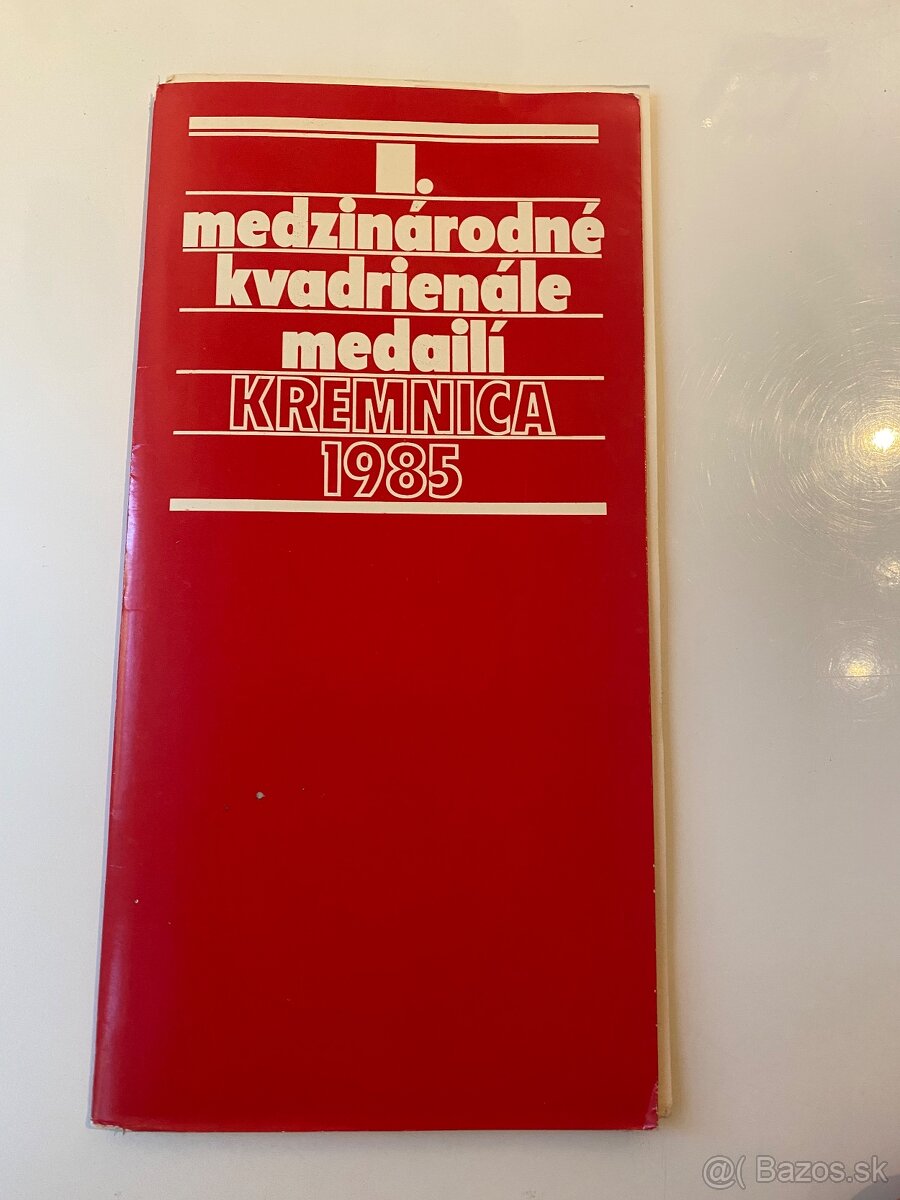 I.
medzinárodné
kvadrienále
medailí
KREMNICA
1985
@( Bazos.sk